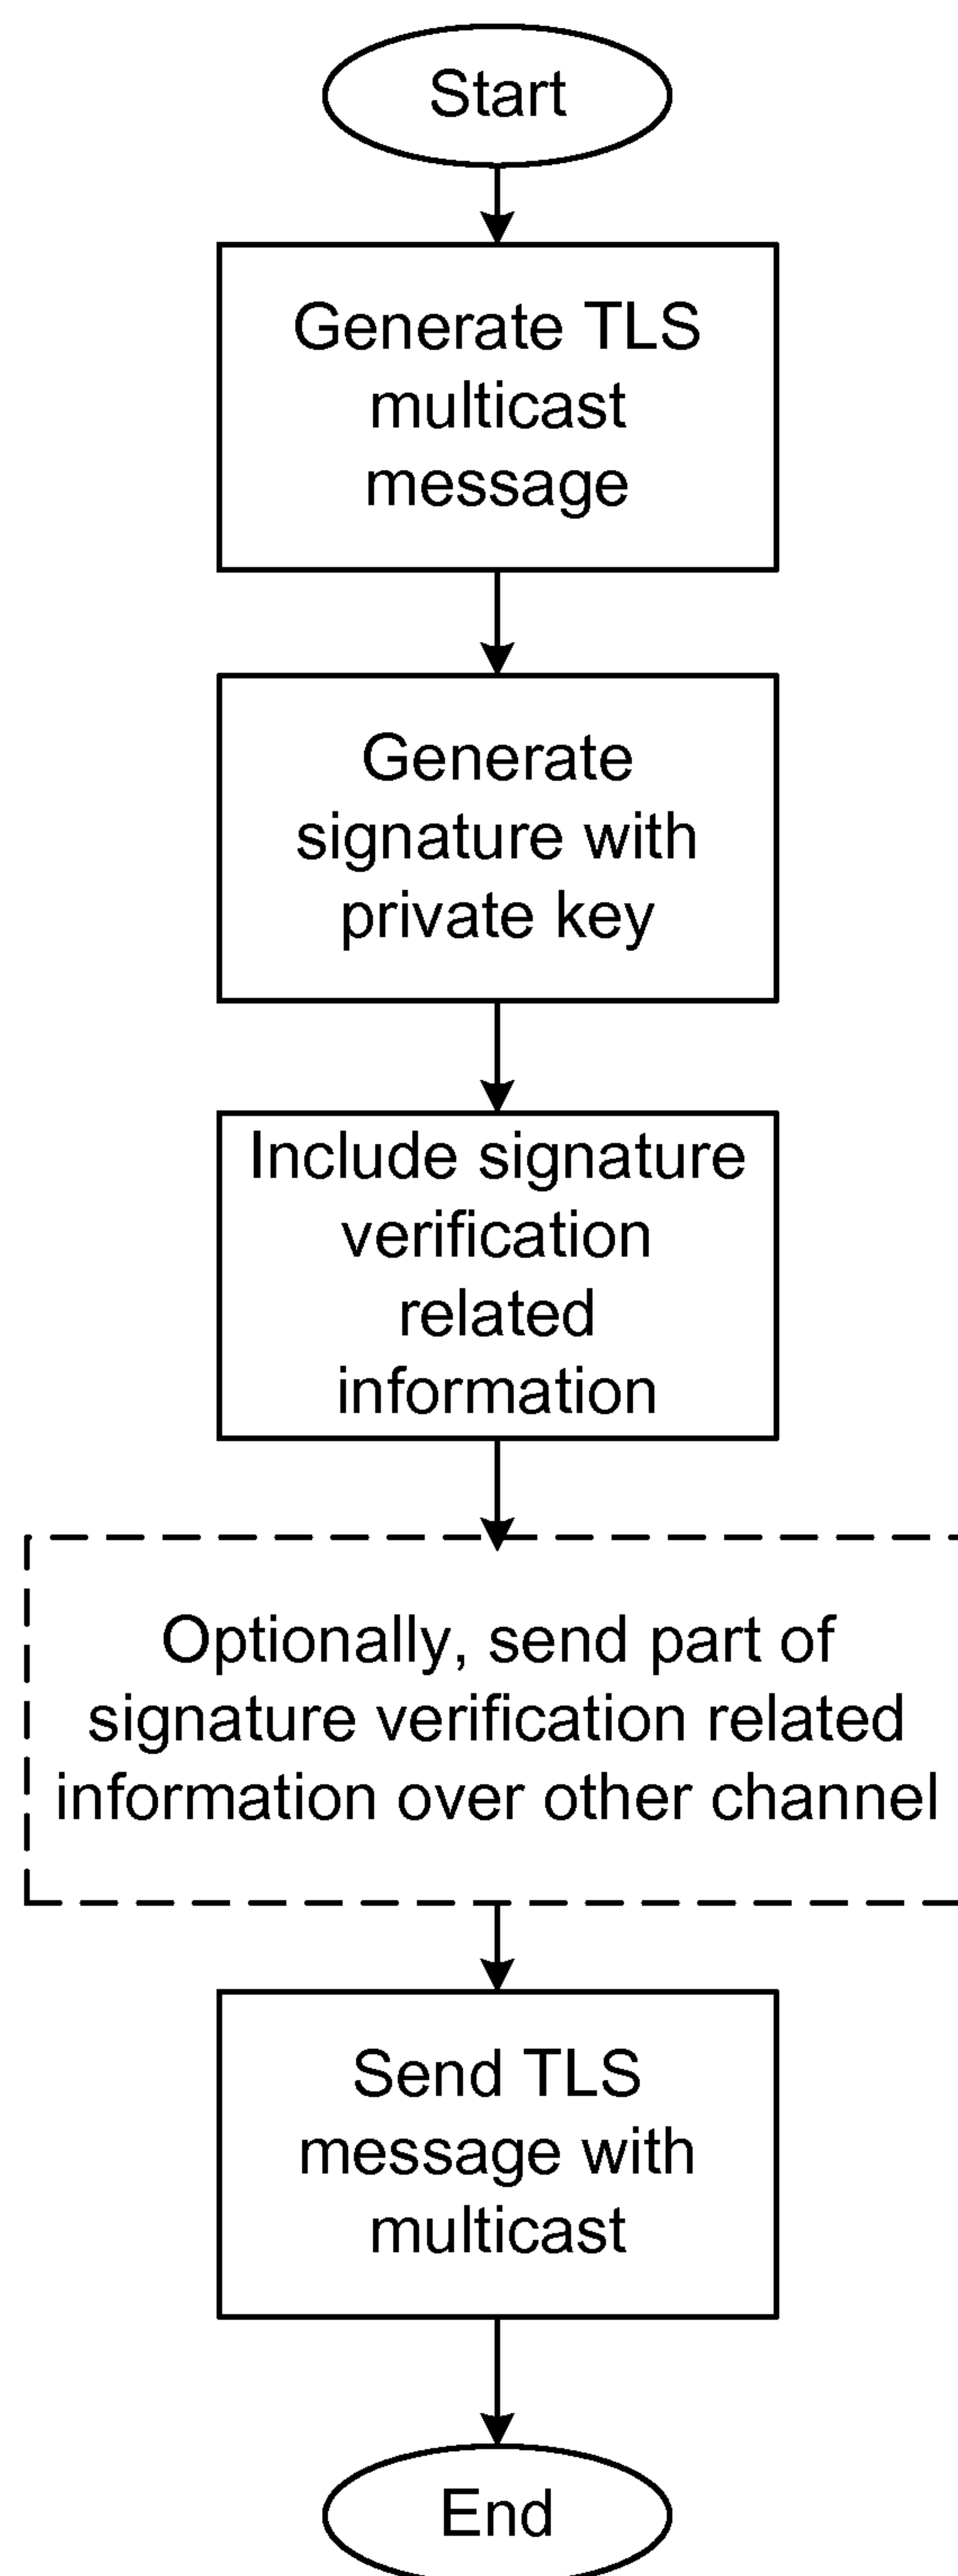 Start
Generate TLS
multicast
message
Generate
signature with
private key
Include signature
verification
related
information
Optionally, send part of
signature verification related
information over other channel
Send TLS
message with
multicast
End